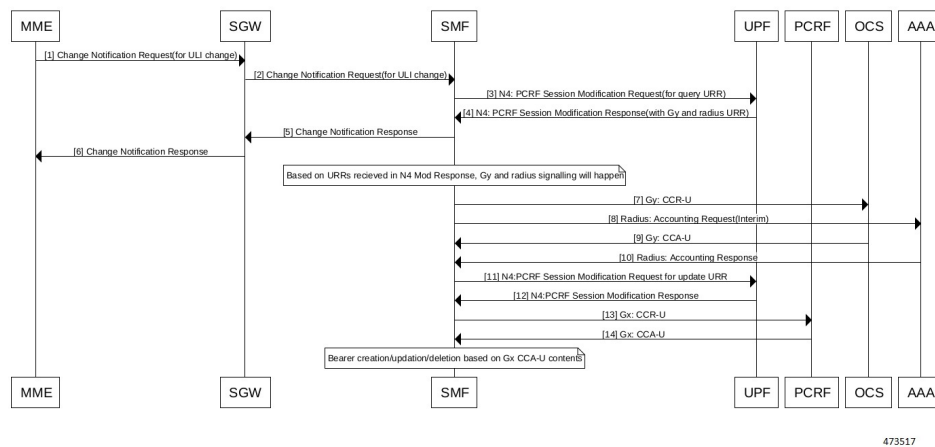 MME SGW SMF UPF PCRF OCS AAA
[1] Change Notification Request(for ULI change)
[2] Change Notification Request(for ULI change)
[3] N4: PCRF Session Modification Request(for query URR)
[4] N4: PCRF Session Modification Response(with Gy and radius URR)
[5] Change Notification Response
[6] Change Notification Response
Based on URRs recieved in N4 Mod Response, Gy and radius signalling will happen
[7] Gy: CCR-U
[8] Radius: Accounting Request(Interim)
[9] Gy: CCA-U
[10] Radius: Accounting Response
[11] N4:PCRF Session Modification Request for update URR
[12] N4:PCRF Session Modification Response
[13] Gx: CCR-U
[14] Gx: CCA-U
Bearer creation/updation/deletion based on Gx CCA-U contents
MME SGW SMF UPF PCRF OCS AAA
473517